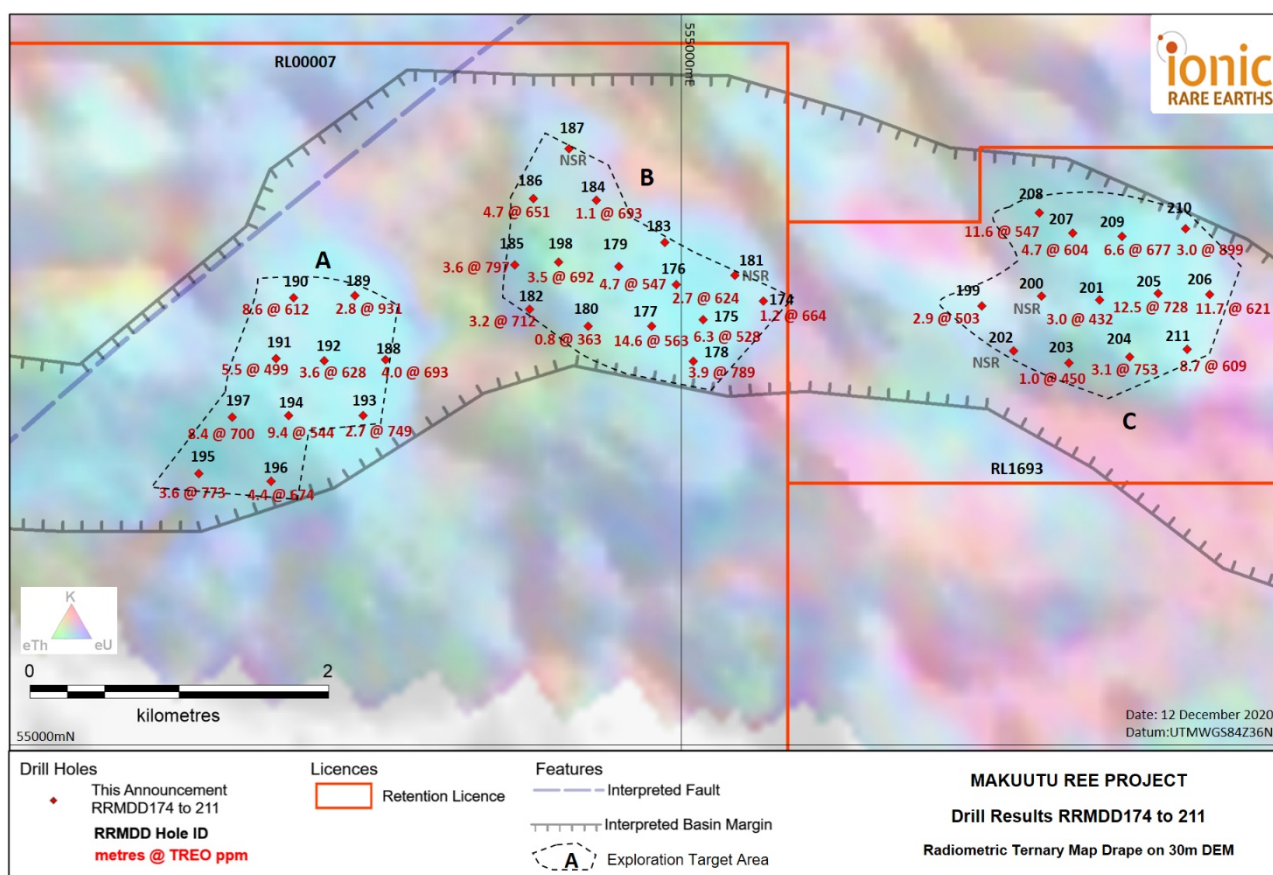 RL00007
555000mE
ionic
RARE EARTHS
187
NSR
B
186
4.7 @ 651
184
1.1 @ 693
183
185
3.6 @ 797
198
3.5 @ 692
179
4.7 @ 547
176
2.7 @ 624
181
NSR
174
1.2 @ 664
182
3.2 @ 712
180
0.8 @ 363
177
14.6 @ 563
175
6.3 @ 528
178
3.9 @ 789
A
190
8.6 @ 612
189
2.8 @ 931
191
5.5 @ 499
192
3.6 @ 628
188
4.0 @ 693
197
8.4 @ 700
194
9.4 @ 544
193
2.7 @ 749
195
3.6 @ 773
196
4.4 @ 674
208
11.6 @ 547
207
4.7 @ 604
209
6.6 @ 677
210
3.0 @ 899
199
2.9 @ 503
200
NSR
201
3.0 @ 432
205
12.5 @ 728
206
11.7 @ 621
202
NSR
203
1.0 @ 450
204
3.1 @ 753
211
8.7 @ 609
C
RL1693
K
eTh
eU
0
2
kilometres
55000mN
Date: 12 December 2020
Datum:UTMWGS84Z36N
Drill Holes
This Announcement
RRMDD174 to 211
RRMDD Hole ID
metres @ TREO ppm
Licences
Retention Licence
Features
Interpreted Fault
Interpreted Basin Margin
A
Exploration Target Area
MAKUUTU REE PROJECT
Drill Results RRMDD174 to 211
Radiometric Ternary Map Drape on 30m DEM